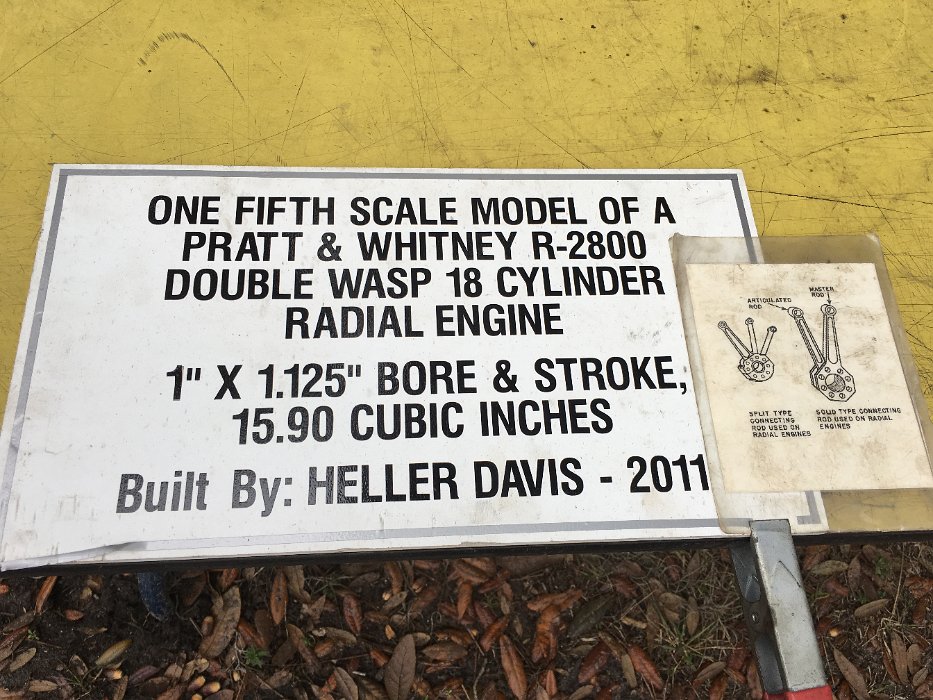 ONE FIFTH SCALE MODEL OF A
PRATT & WHITNEY R-2800
DOUBLE WASP 18 CYLINDER
RADIAL ENGINE
1" X 1.125" BORE & STROKE,
15.90 CUBIC INCHES
Built By: HELLER DAVIS - 2011
ARTICULATED
ROD
MASTER
ROD
SPLIT TYPE
CONNECTING
ROD USED ON
RADIAL ENGINES
SOLID TYPE CONNECTING
ROD USED ON RADIAL
ENGINES